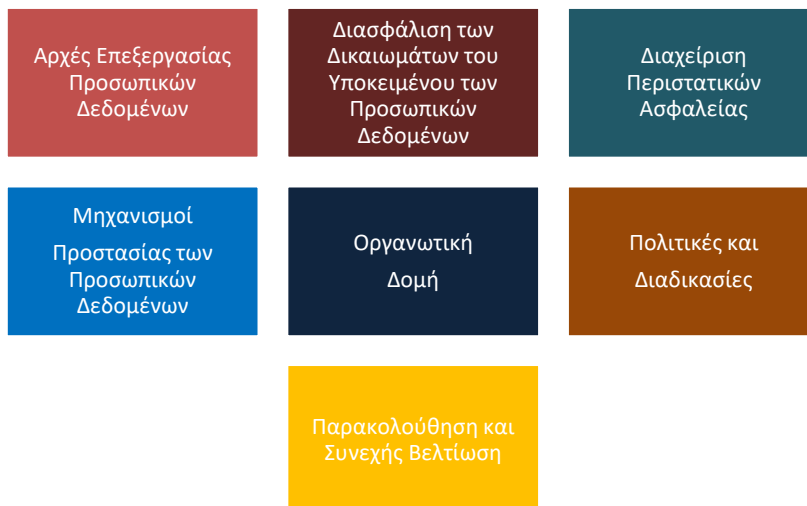 Αρχές Επεξεργασίας
Προσωπικών
Δεδομένων
Διασφάλιση των
Δικαιωμάτων του
Υποκειμένου των
Προσωπικών
Δεδομένων
Διαχείριση
Περιστατικών
Ασφαλείας
Μηχανισμοί
Προστασίας των
Προσωπικών
Δεδομένων
Οργανωτική
Δομή
Πολιτικές και
Διαδικασίες
Παρακολούθηση και
Συνεχής Βελτίωση